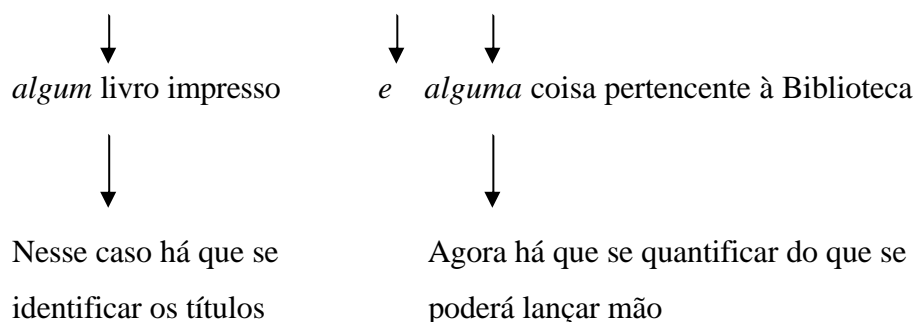 algum livro impresso e alguma coisa pertencente à Biblioteca
Nesse caso há que se
identificar os títulos
Agora há que se quantificar do que se
poderá lançar mão